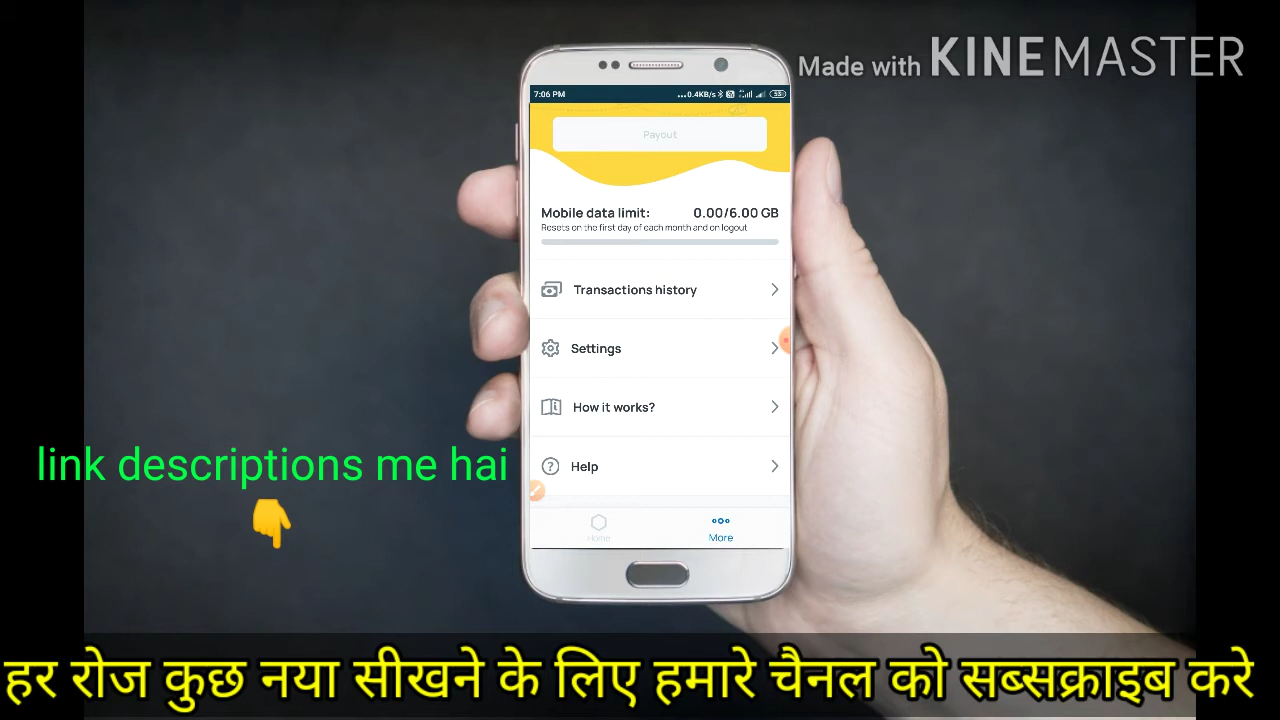 Made with KINEMASTER
7:06 PM
...0.4KB/s
53
Payout
Mobile data limit: 0.00/6.00 GB
Resets on the first day of each month and on logout
Transactions history
Settings
How it works?
Help
link descriptions me hai
Home
More
हर रोज कुछ नया सीखने के लिए हमारे चैनल को सब्सक्राइब करे